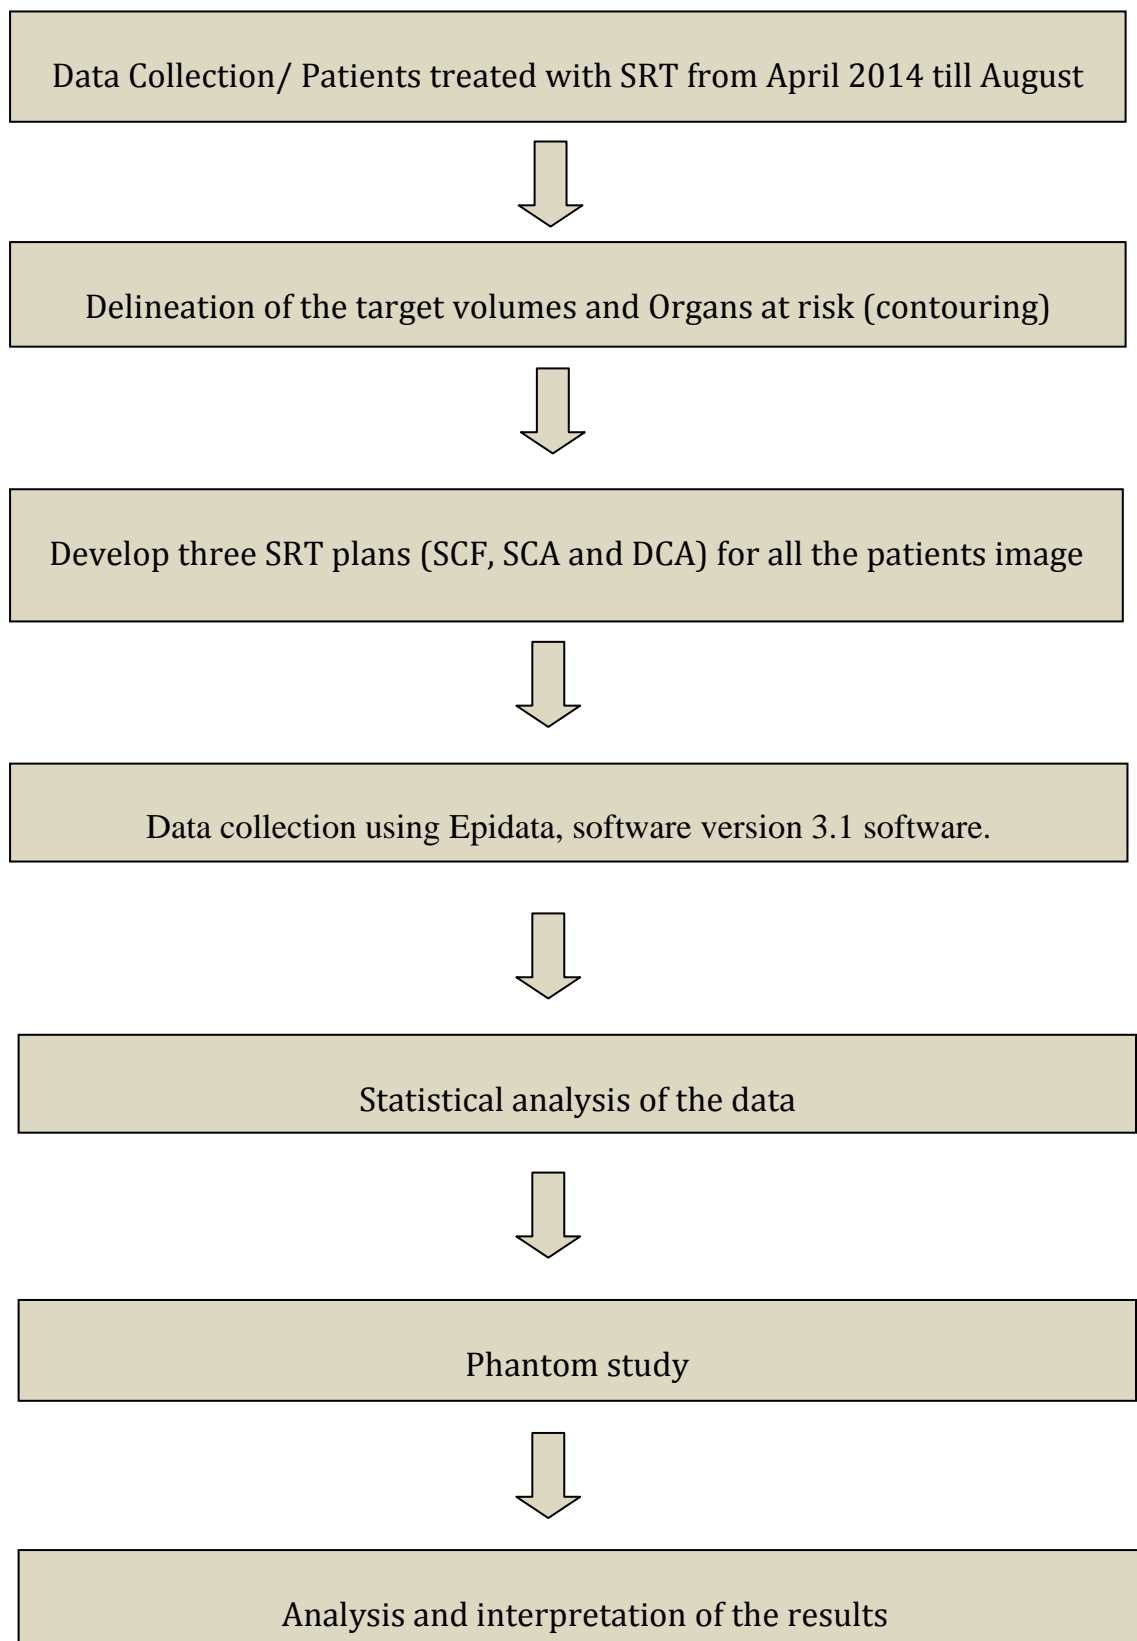 Data Collection/ Patients treated with SRT from April 2014 till August
Delineation of the target volumes and Organs at risk (contouring)
Develop three SRT plans (SCF, SCA and DCA) for all the patients image
Data collection using Epidata, software version 3.1 software.
Statistical analysis of the data
Phantom study
Analysis and interpretation of the results